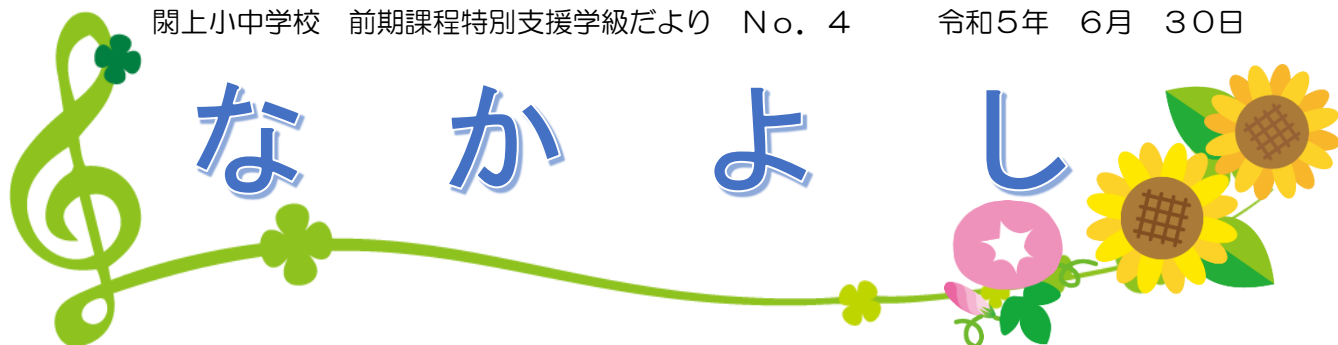 閖上小中学校　前期課程特別支援学級だより　Ｎｏ．４　　　令和５年　６月　３０日
な　か　よ　し